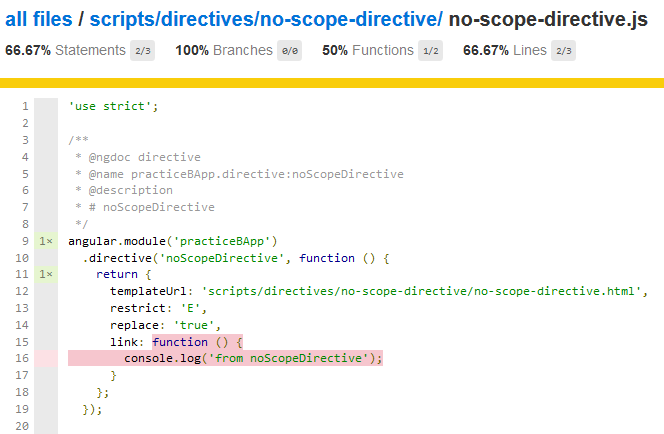 all files / scripts/directives/no-scope-directive/ no-scope-directive.js
66.67% Statements 2/3 100% Branches 0/0 50% Functions 1/2 66.67% Lines 2/3
1 'use strict';
2
3 /**
4 * @ngdoc directive
5 * @name practiceBApp.directive:noScopeDirective
6 * @description
7 * # noScopeDirective
8 */
9 1× angular.module('practiceBApp')
10 .directive('noScopeDirective', function () {
11 1× return {
12 templateUrl: 'scripts/directives/no-scope-directive/no-scope-directive.html',
13 restrict: 'E',
14 replace: 'true',
15 link: function () {
16 console.log('from noScopeDirective');
17 }
18 };
19 });
20